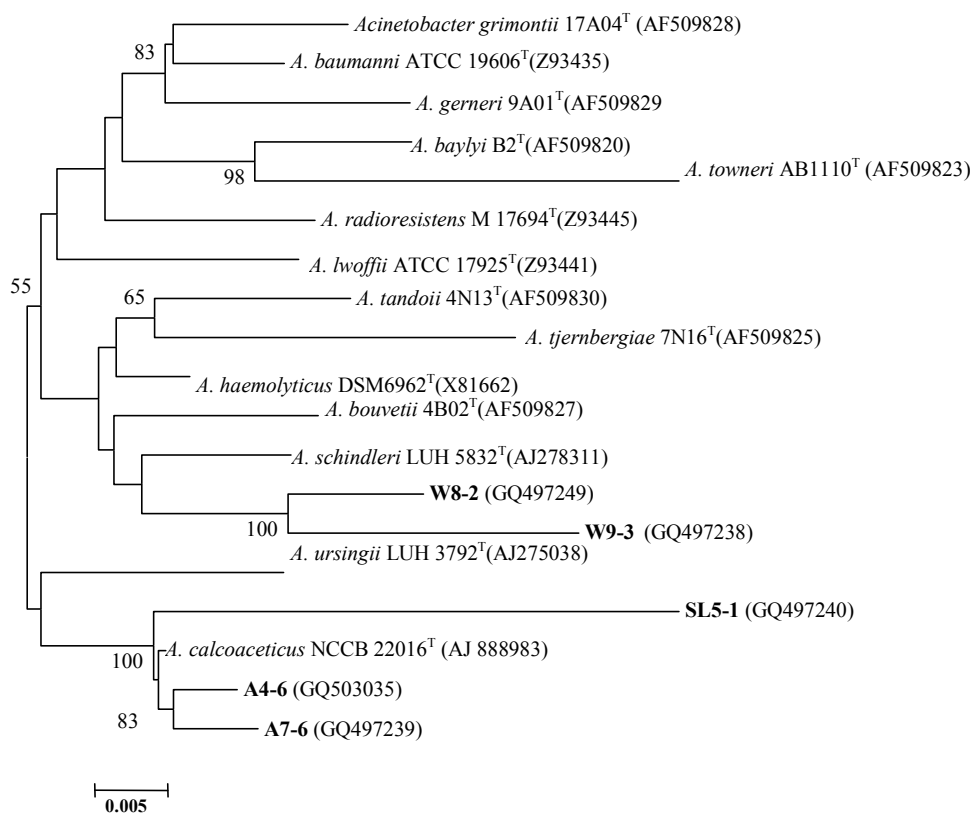 Acinetobacter grimontii 17A04T (AF509828)
83
A. baumanni ATCC 19606T(Z93435)
A. gerneri 9A01T(AF509829
A. baylyi B2T(AF509820)
98
A. towneri AB1110T (AF509823)
A. radioresistens M 17694T(Z93445)
A. lwoffii ATCC 17925T(Z93441)
55
65
A. tandoii 4N13T(AF509830)
A. tjernbergiae 7N16T(AF509825)
A. haemolyticus DSM6962T(X81662)
A. bouvetii 4B02T(AF509827)
A. schindleri LUH 5832T(AJ278311)
W8-2 (GQ497249)
100
W9-3 (GQ497238)
A. ursingii LUH 3792T(AJ275038)
SL5-1 (GQ497240)
A. calcoaceticus NCCB 22016T (AJ 888983)
100
A4-6 (GQ503035)
83
A7-6 (GQ497239)
0.005